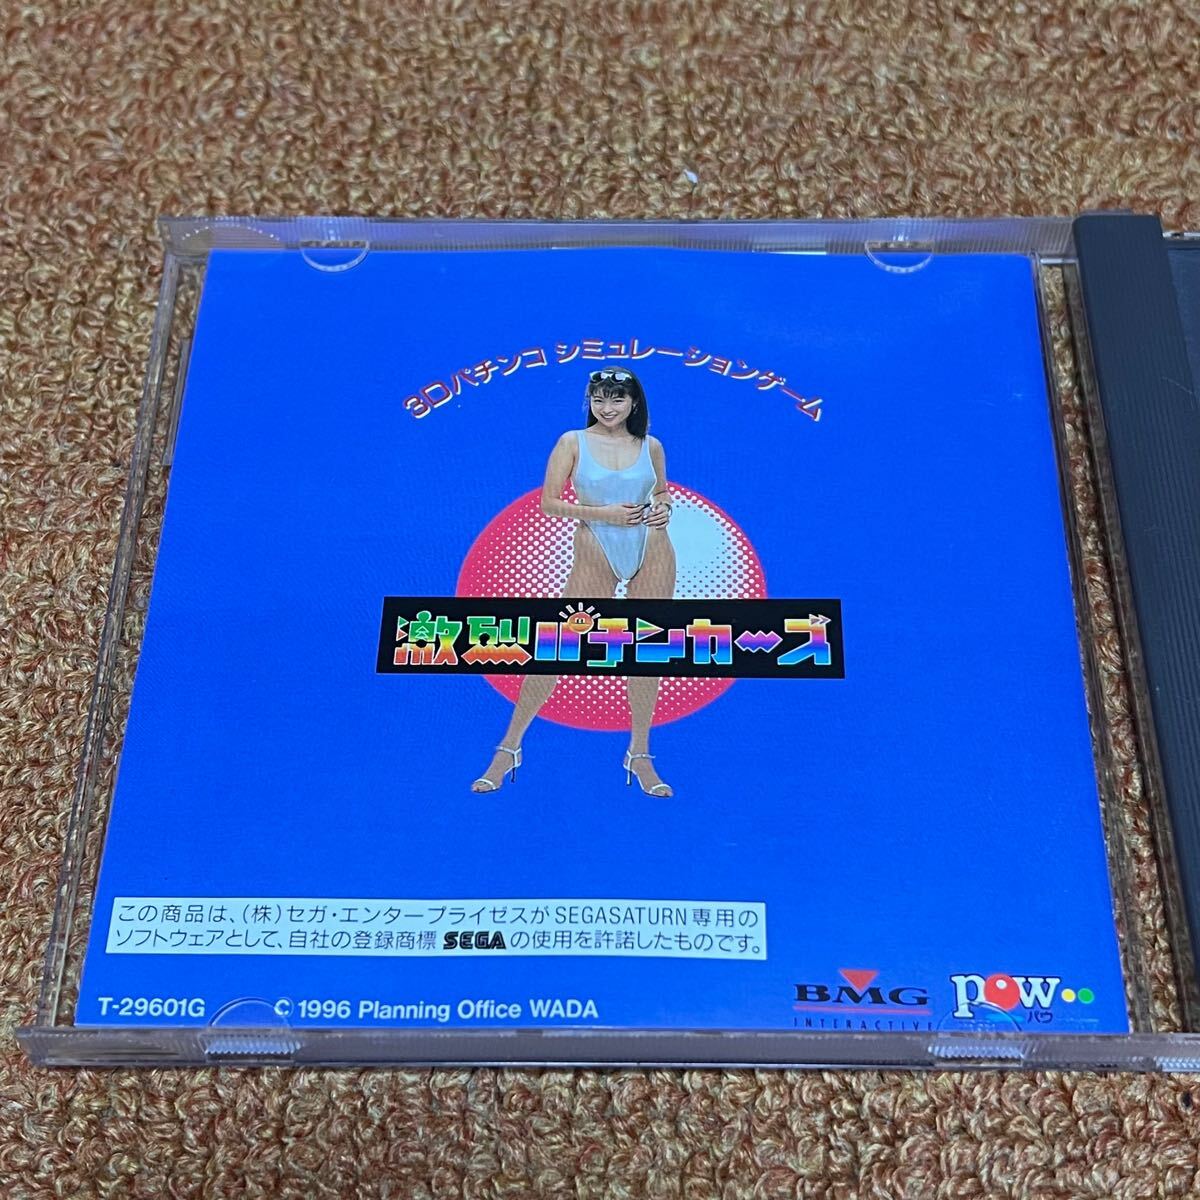 3Dパチンコ シミュレーションゲーム
激烈パチンカーズ
この商品は、(株)セガ・エンタープライゼスがSEGASATURN専用の
ソフトウェアとして、自社の登録商標 SEGA の使用を許諾したものです。
T-29601G © 1996 Planning Office WADA
BMG
INTERACTIVE
pow
パウ